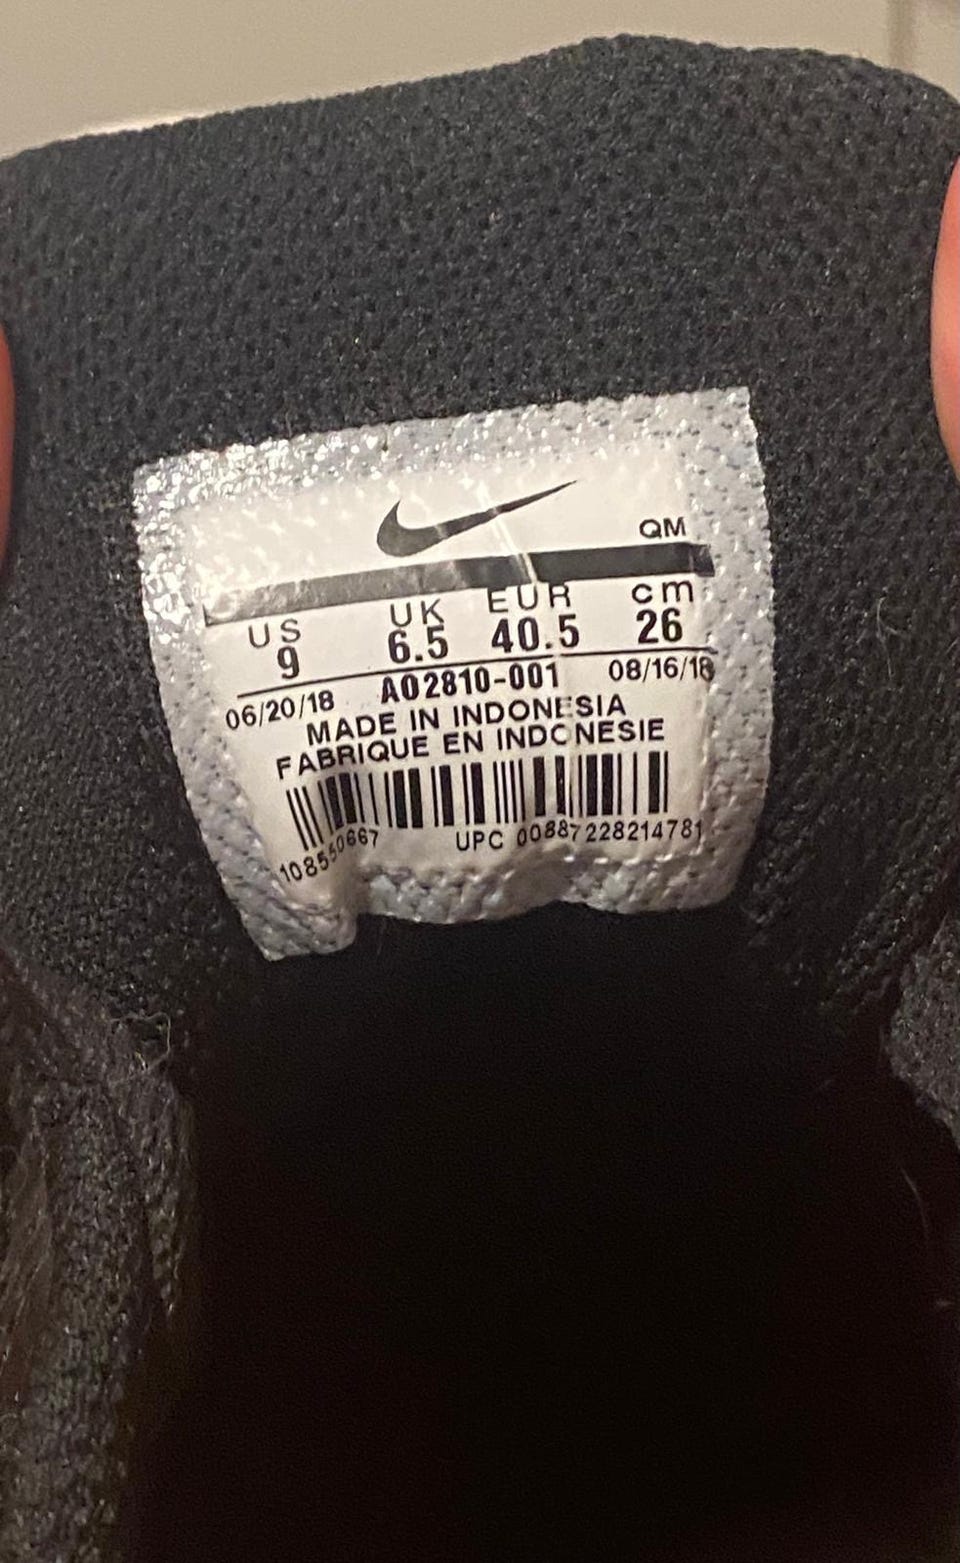 QM
US UK EUR cm
9 6.5 40.5 26
06/20/18 AO2810-001 08/16/18
MADE IN INDONESIA
FABRIQUE EN INDONESIE
108550667 UPC 00887228214781